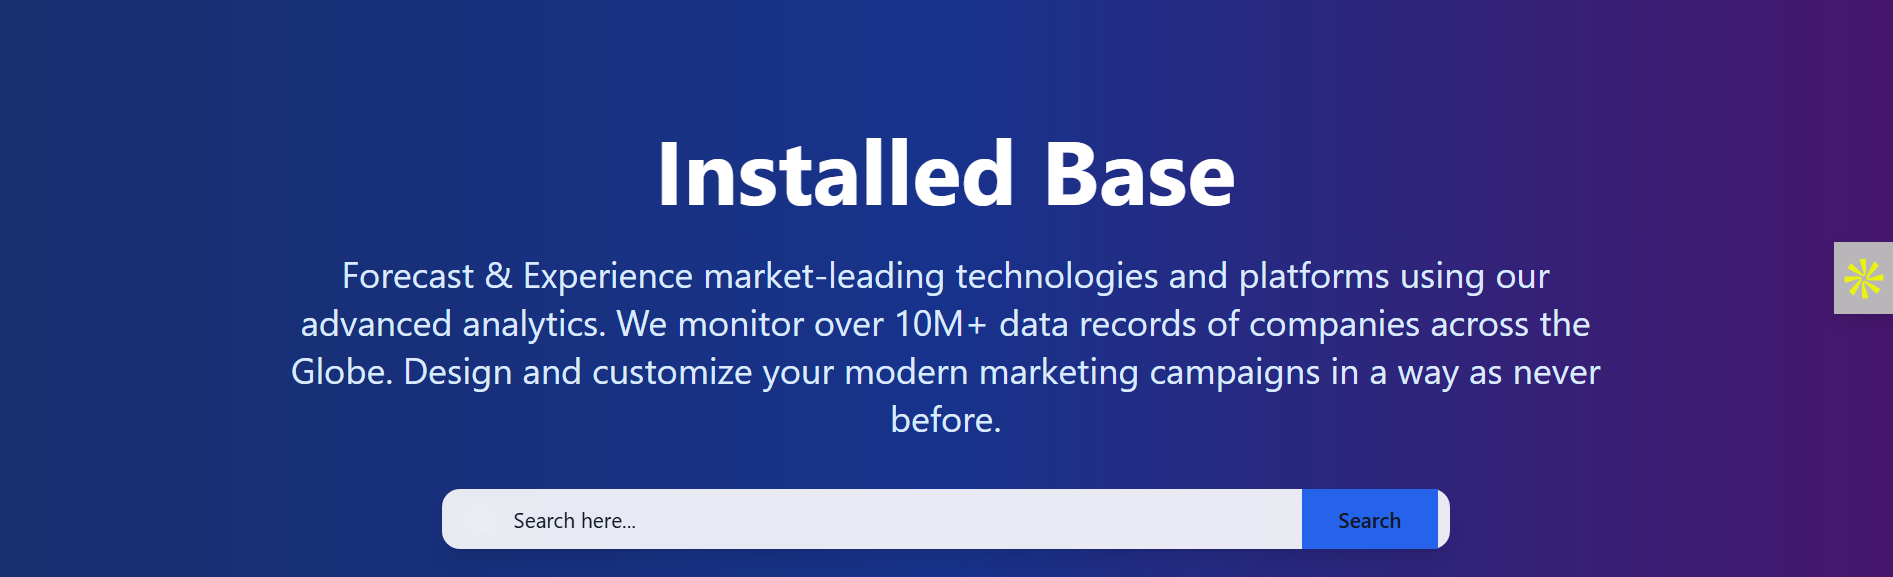 Installed Base
Forecast & Experience market-leading technologies and platforms using our
advanced analytics. We monitor over 10M+ data records of companies across the
Globe. Design and customize your modern marketing campaigns in a way as never
before.
Search here...
Search